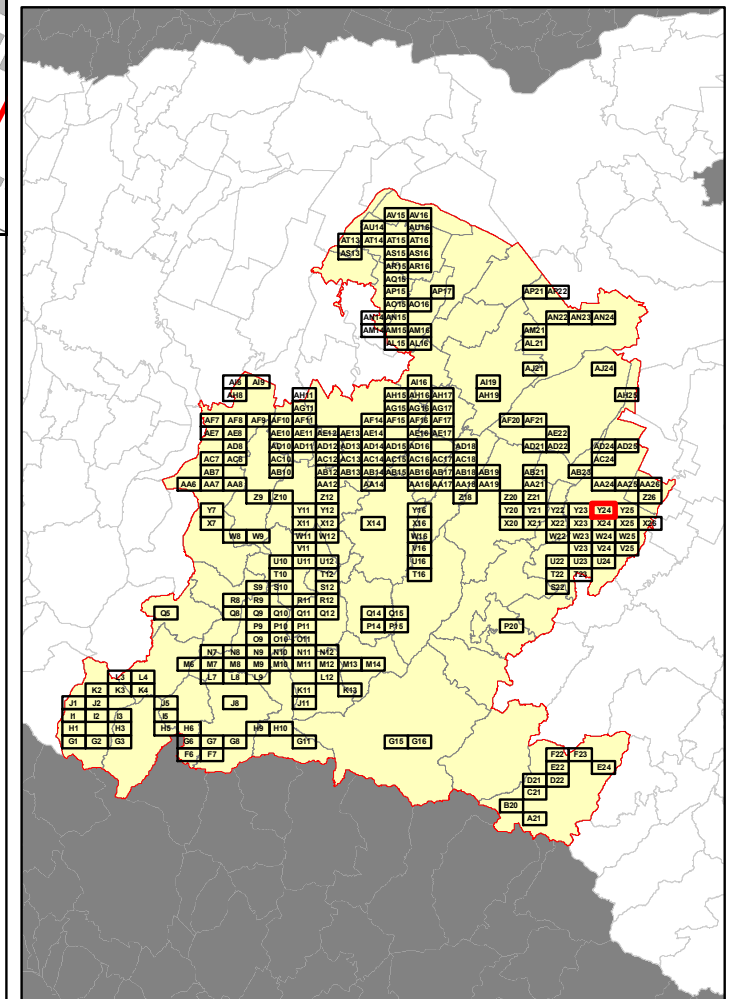 AV15 AV16
AU14 AU16
AT13 AT14 AT15 AT16
AS13 AS15 AS16
AR15 AR16
AQ15
AP15 AP17 AP21 AP22
AO15 AO16
AN14 AN15 AN22 AN23 AN24
AM14 AM15 AM16 AM21
AL15 AL16 AL21
AJ21 AJ24
AI8 AI9 AI16 AI19
AH8 AH11 AH15 AH16 AH17 AH19 AH25
AG11 AG15 AG16 AG17
AF7 AF8 AF9 AF10 AF11 AF14 AF15 AF16 AF17 AF20 AF21
AE7 AE8 AE10 AE11 AE12 AE13 AE14 AE16 AE17 AE22
AD8 AD10 AD11 AD12 AD13 AD14 AD15 AD16 AD18 AD21 AD22 AD24 AD25
AC7 AC8 AC10 AC12 AC13 AC14 AC15 AC16 AC17 AC18 AC24
AB7 AB10 AB12 AB13 AB14 AB15 AB16 AB17 AB18 AB19 AB21 AB23
AA6 AA7 AA8 AA12 AA14 AA16 AA17 AA18 AA19 AA21 AA24 AA25 AA26
Z9 Z10 Z12 Z18 Z20 Z21 Z26
Y7 Y11 Y12 Y16 Y20 Y21 Y22 Y23 Y24 Y25
X7 X11 X12 X14 X16 X20 X21 X22 X23 X24 X25 X26
W8 W9 W11 W12 W16 W22 W23 W24 W25
V11 V16 V23 V24 V25
U10 U11 U12 U16 U22 U23 U24
T10 T12 T16 T22 T23
S9 S10 S12 S22
R8 R9 R11 R12
Q5 Q8 Q9 Q10 Q11 Q12 Q14 Q15
P9 P10 P11 P14 P15 P20
O9 O10 O11
N7 N8 N9 N10 N11 N12
M6 M7 M8 M9 M10 M11 M12 M13 M14
L3 L4 L7 L8 L9 L12
K2 K3 K4 K11 K13
J1 J2 J5 J8 J11
I1 I2 I3 I5
H1 H3 H5 H6 H9 H10
G1 G2 G3 G6 G7 G8 G11 G15 G16
F6 F7 F22 F23
E22 E24
D21 D22
C21
B20
A21